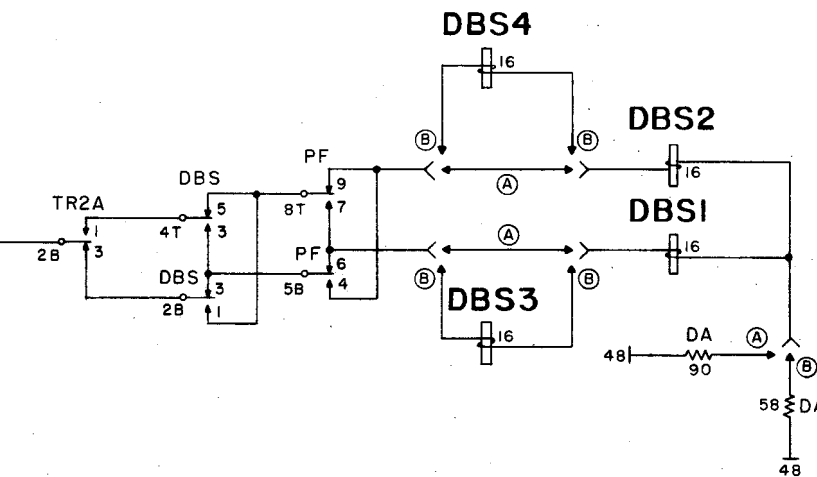 DBS4
16
B
B
DBS2
PF
9
A
16
DBS
8T
7
TR2A
5
DBS1
1
4T
3
A
2B
3
PF
6
16
DBS
B
B
5B
4
3
DBS3
2B
1
16
DA
A
48
90
B
58
DA
48